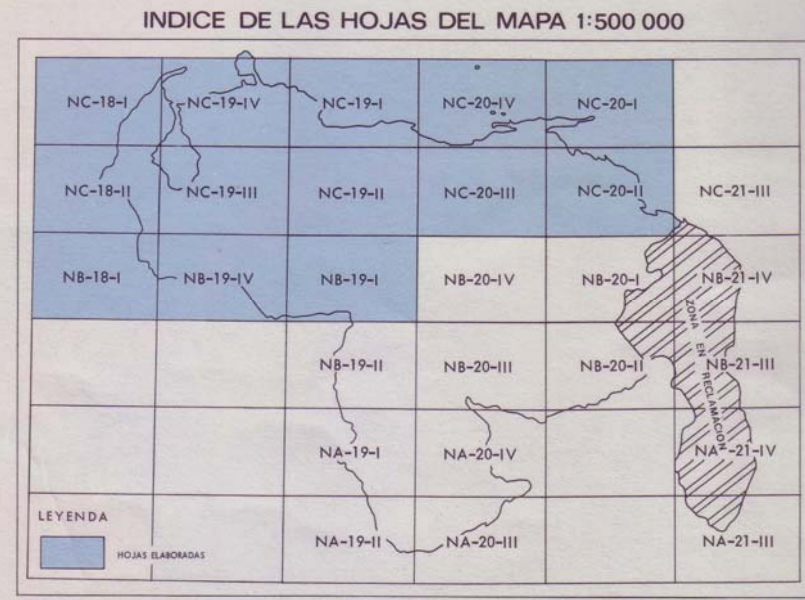 INDICE DE LAS HOJAS DEL MAPA 1:500 000
NC-18-I NC-19-IV NC-19-I NC-20-IV NC-20-I
NC-18-II NC-19-III NC-19-II NC-20-III NC-20-II NC-21-III
NB-18-I NB-19-IV NB-19-I NB-20-IV NB-20-I NB-21-IV
ZONA EN RECLAMACION
NB-19-II NB-20-III NB-20-II NB-21-III
NA-19-I NA-20-IV NA-21-IV
LEYENDA
HOJAS ELABORADAS
NA-19-II NA-20-III NA-21-III